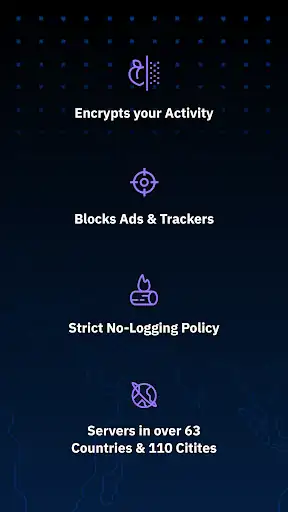 Encrypts your Activity
Blocks Ads & Trackers
Strict No-Logging Policy
Servers in over 63
Countries & 110 Citites